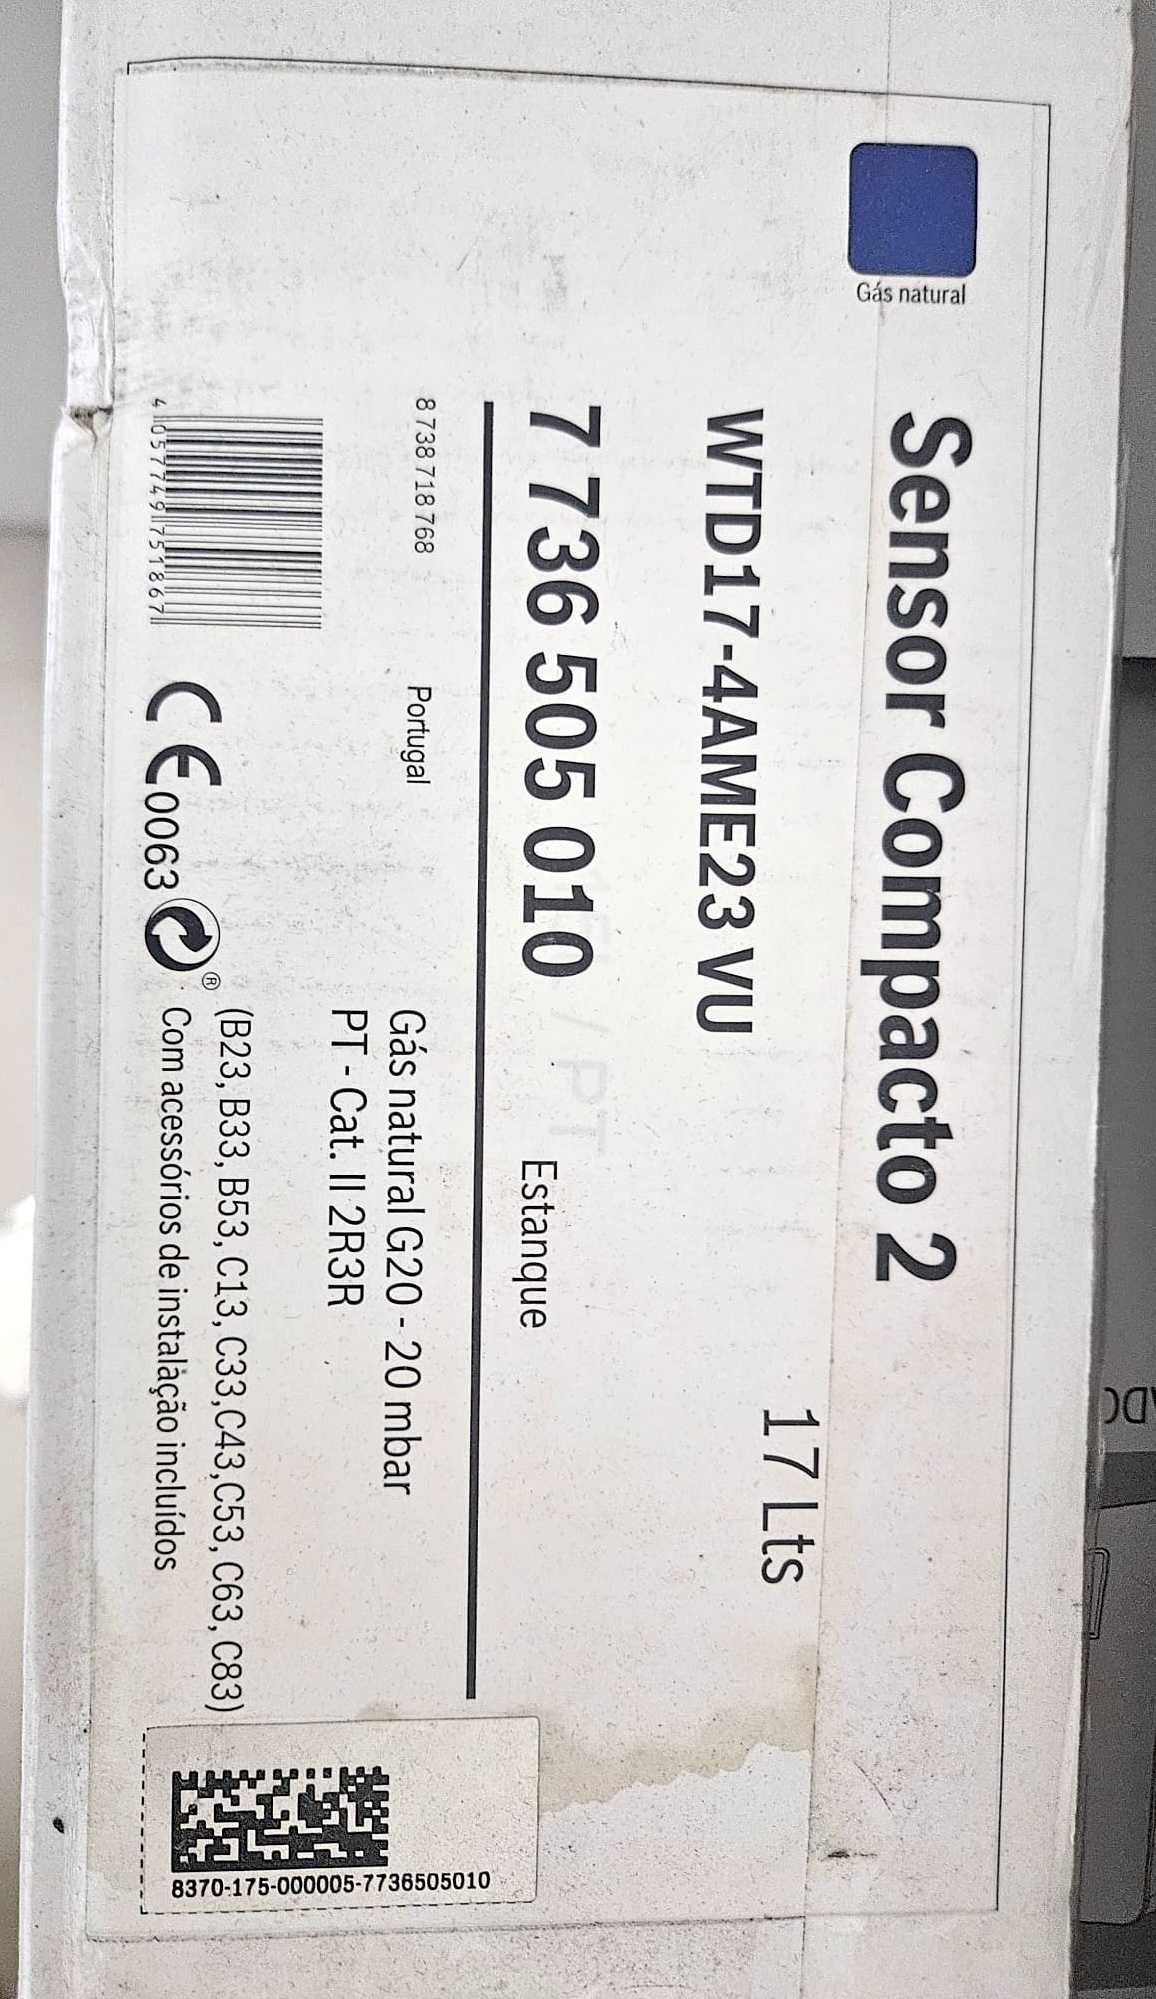 Gás natural
Sensor Compacto 2
17 Lts
WTD17-4AME23 VU
7 736 505 010
Estanque
8 738 718 768
Portugal
Gás natural G20 - 20 mbar
PT - Cat. II 2R3R
4 057749 751867
CE 0063
®
(B23, B33, B53, C13, C33,C43,C53, C63, C83)
Com acessórios de instalação incluídos
8370-175-000005-7736505010